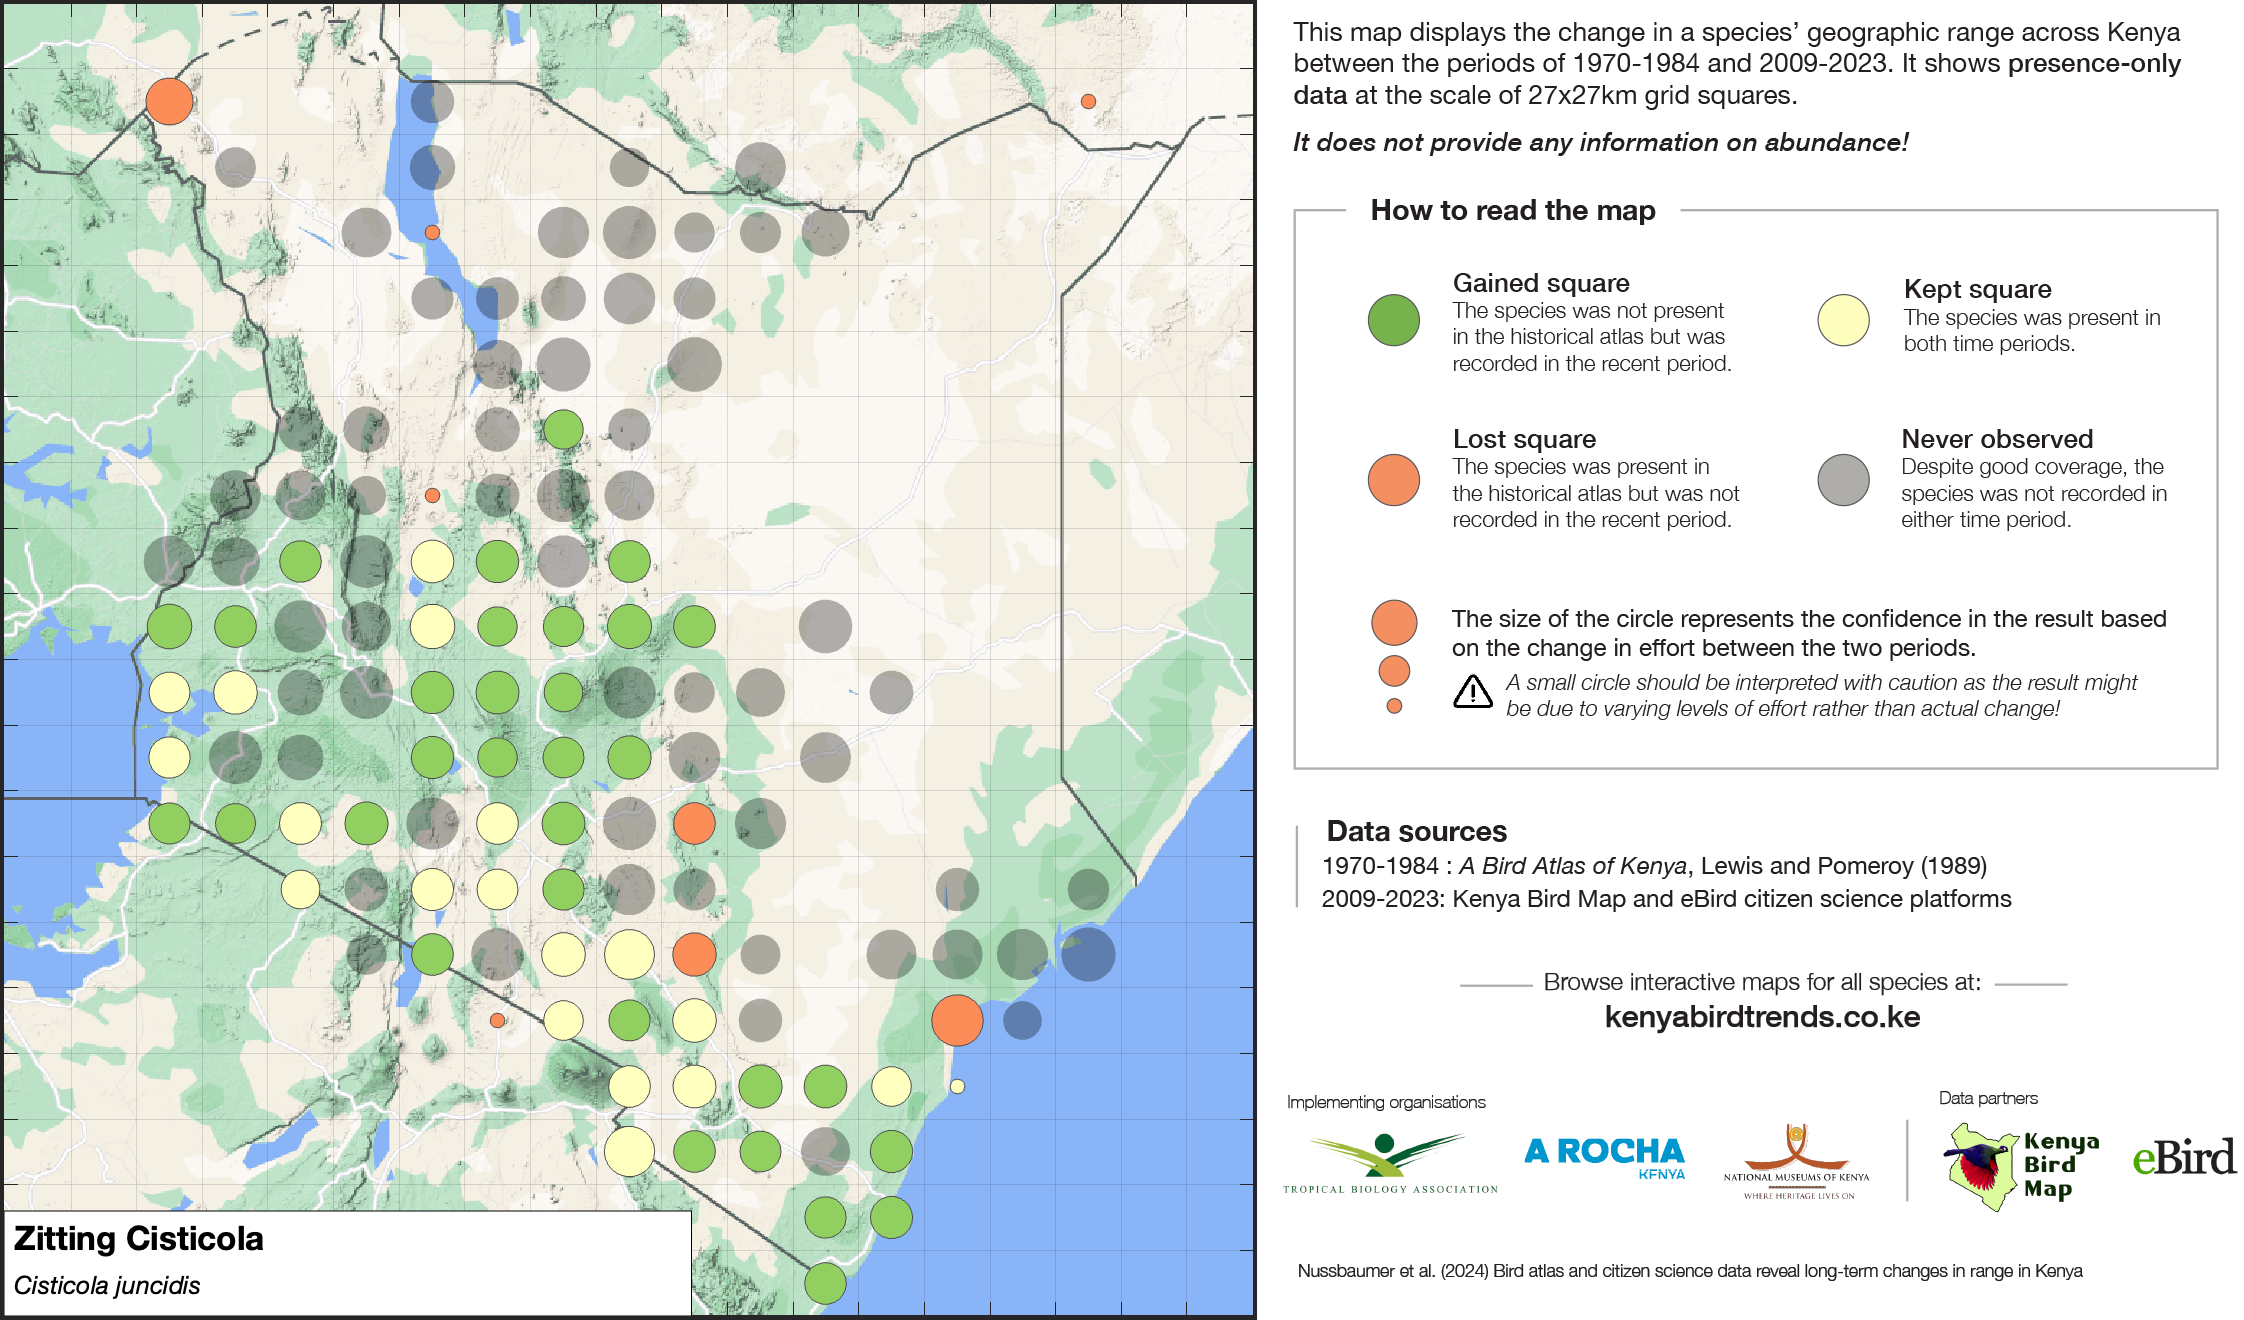 This map displays the change in a species’ geographic range across Kenya
between the periods of 1970-1984 and 2009-2023. It shows presence-only
data at the scale of 27x27km grid squares.
It does not provide any information on abundance!
How to read the map
Gained square
The species was not present
in the historical atlas but was
recorded in the recent period.
Kept square
The species was present in
both time periods.
Lost square
The species was present in
the historical atlas but was not
recorded in the recent period.
Never observed
Despite good coverage, the
species was not recorded in
either time period.
The size of the circle represents the confidence in the result based
on the change in effort between the two periods.
A small circle should be interpreted with caution as the result might
be due to varying levels of effort rather than actual change!
Data sources
1970-1984 : A Bird Atlas of Kenya, Lewis and Pomeroy (1989)
2009-2023: Kenya Bird Map and eBird citizen science platforms
Browse interactive maps for all species at:
kenyabirdtrends.co.ke
Implementing organisations
Data partners
TROPICAL BIOLOGY ASSOCIATION
A ROCHA
KENYA
NATIONAL MUSEUMS OF KENYA
WHERE HERITAGE LIVES ON
Kenya
Bird
Map
eBird
Nussbaumer et al. (2024) Bird atlas and citizen science data reveal long-term changes in range in Kenya
Zitting Cisticola
Cisticola juncidis